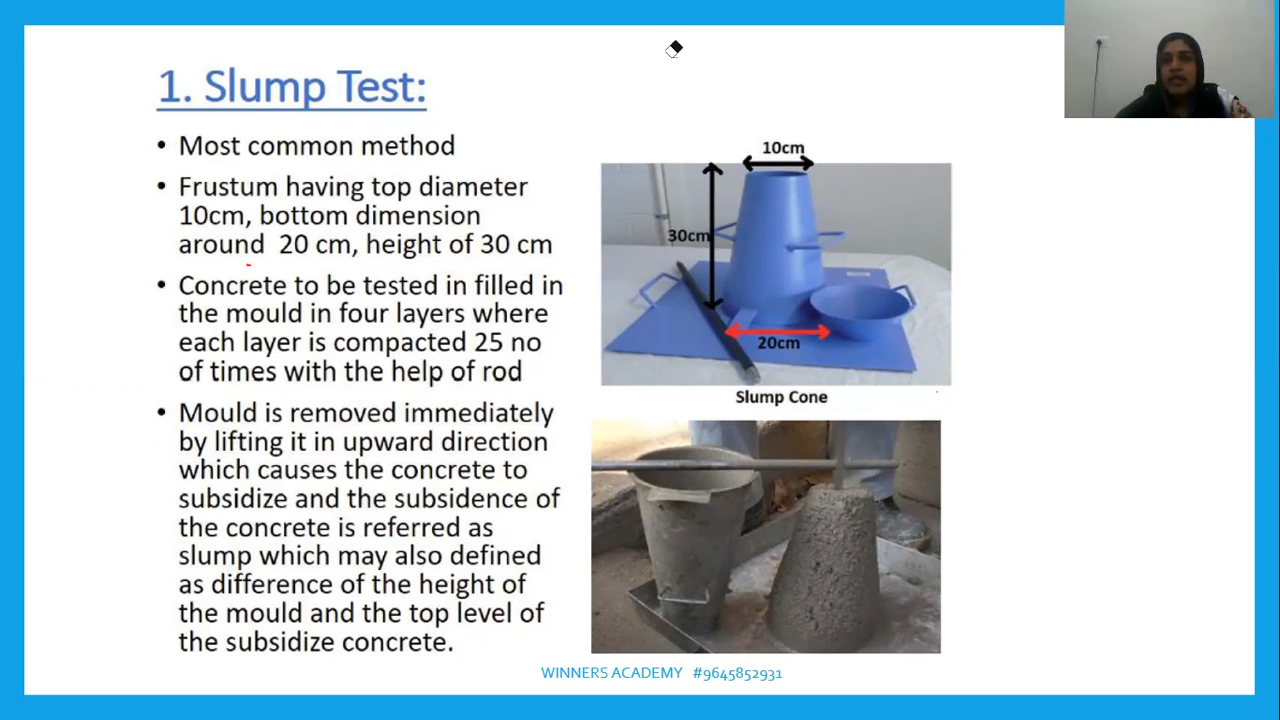 1. Slump Test:
• Most common method
• Frustum having top diameter
10cm, bottom dimension
around 20 cm, height of 30 cm
• Concrete to be tested in filled in
the mould in four layers where
each layer is compacted 25 no
of times with the help of rod
• Mould is removed immediately
by lifting it in upward direction
which causes the concrete to
subsidize and the subsidence of
the concrete is referred as
slump which may also defined
as difference of the height of
the mould and the top level of
the subsidize concrete.
10cm
30cm
20cm
Slump Cone
WINNERS ACADEMY #9645852931